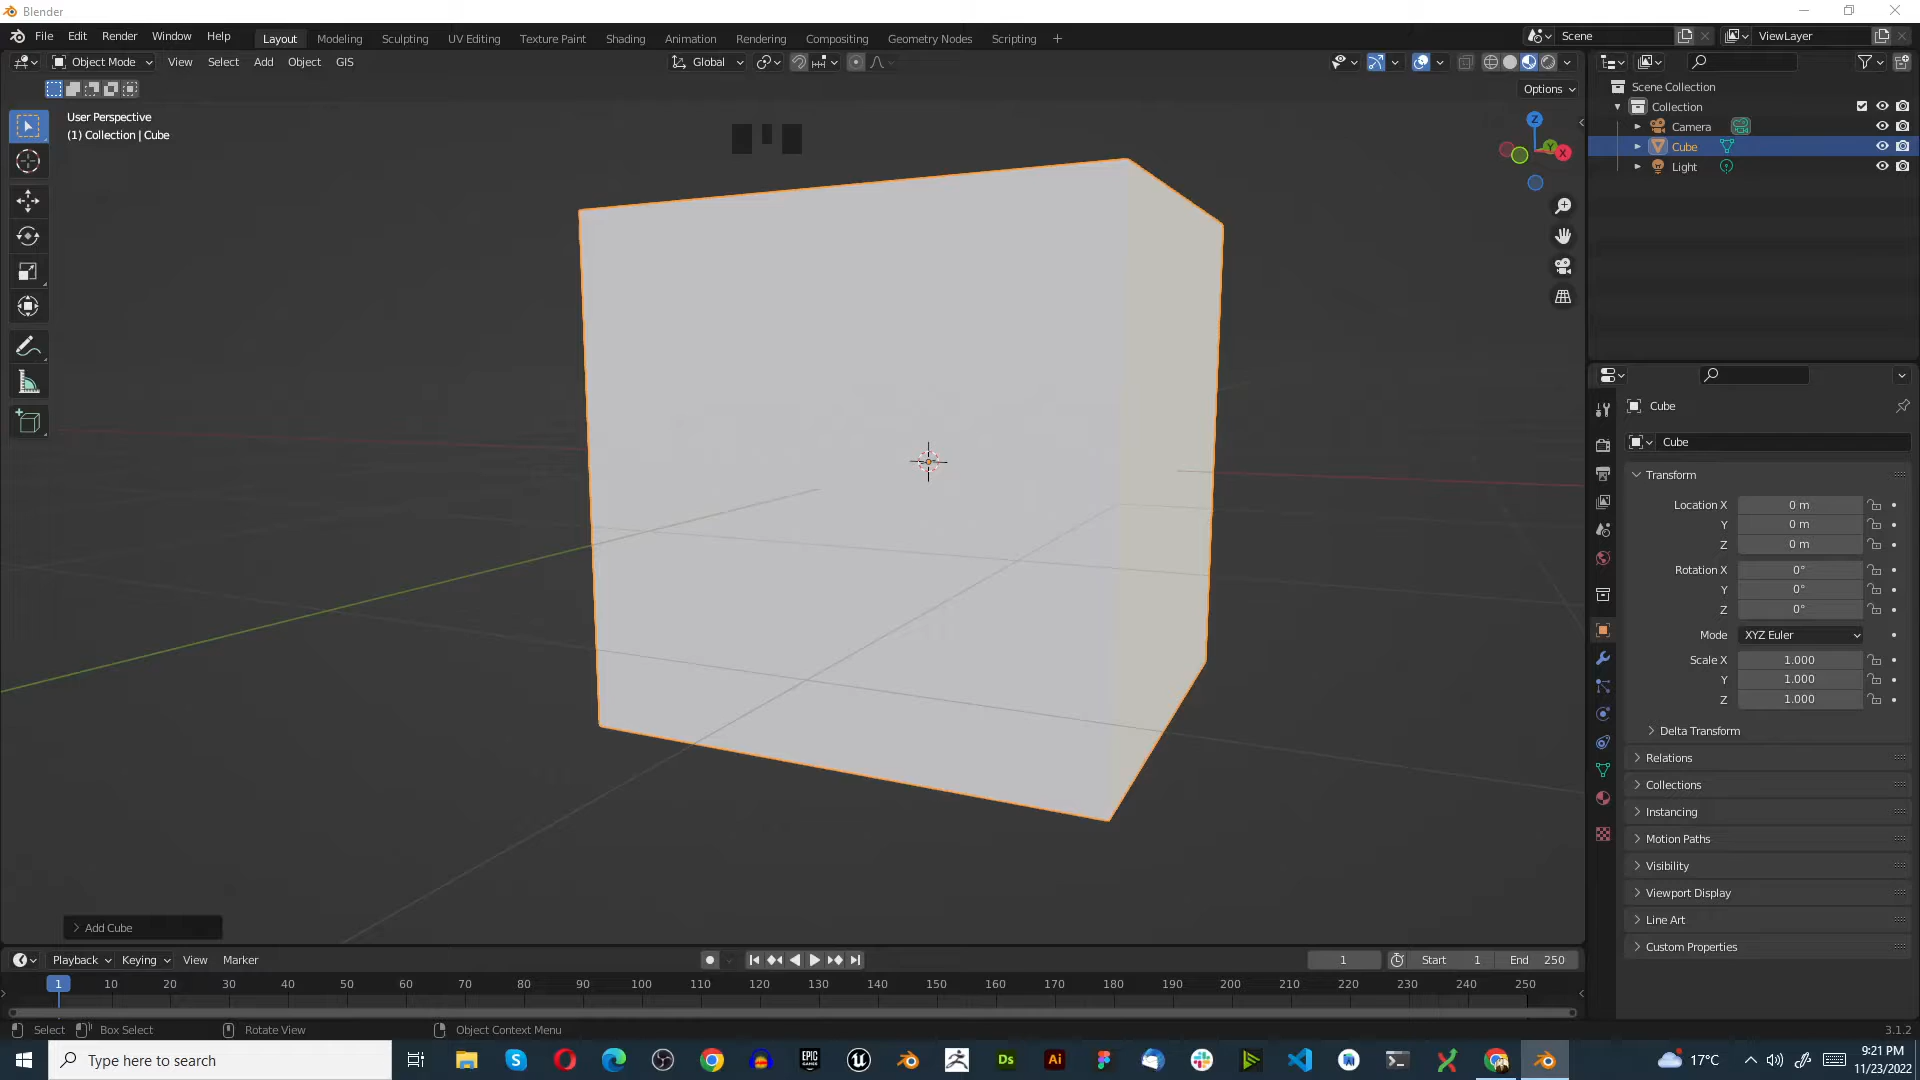 Blender
File Edit Render Window Help Layout Modeling Sculpting UV Editing Texture Paint Shading Animation Rendering Compositing Geometry Nodes Scripting + Scene ViewLayer
Object Mode View Select Add Object GIS Global
Options
User Perspective
(1) Collection | Cube
Z
Y
X
Add Cube
Scene Collection
Collection
Camera
Cube
Light
Cube
Cube
Transform
Location X 0 m
Y 0 m
Z 0 m
Rotation X 0°
Y 0°
Z 0°
Mode XYZ Euler
Scale X 1.000
Y 1.000
Z 1.000
Delta Transform
Relations
Collections
Instancing
Motion Paths
Visibility
Viewport Display
Line Art
Custom Properties
Playback Keying View Marker 1 Start 1 End 250
1 10 20 30 40 50 60 70 80 90 100 110 120 130 140 150 160 170 180 190 200 210 220 230 240 250
Select Box Select Rotate View Object Context Menu 3.1.2
Type here to search
EPIC GAMES
Ds
Ai
17°C
9:21 PM
11/23/2022